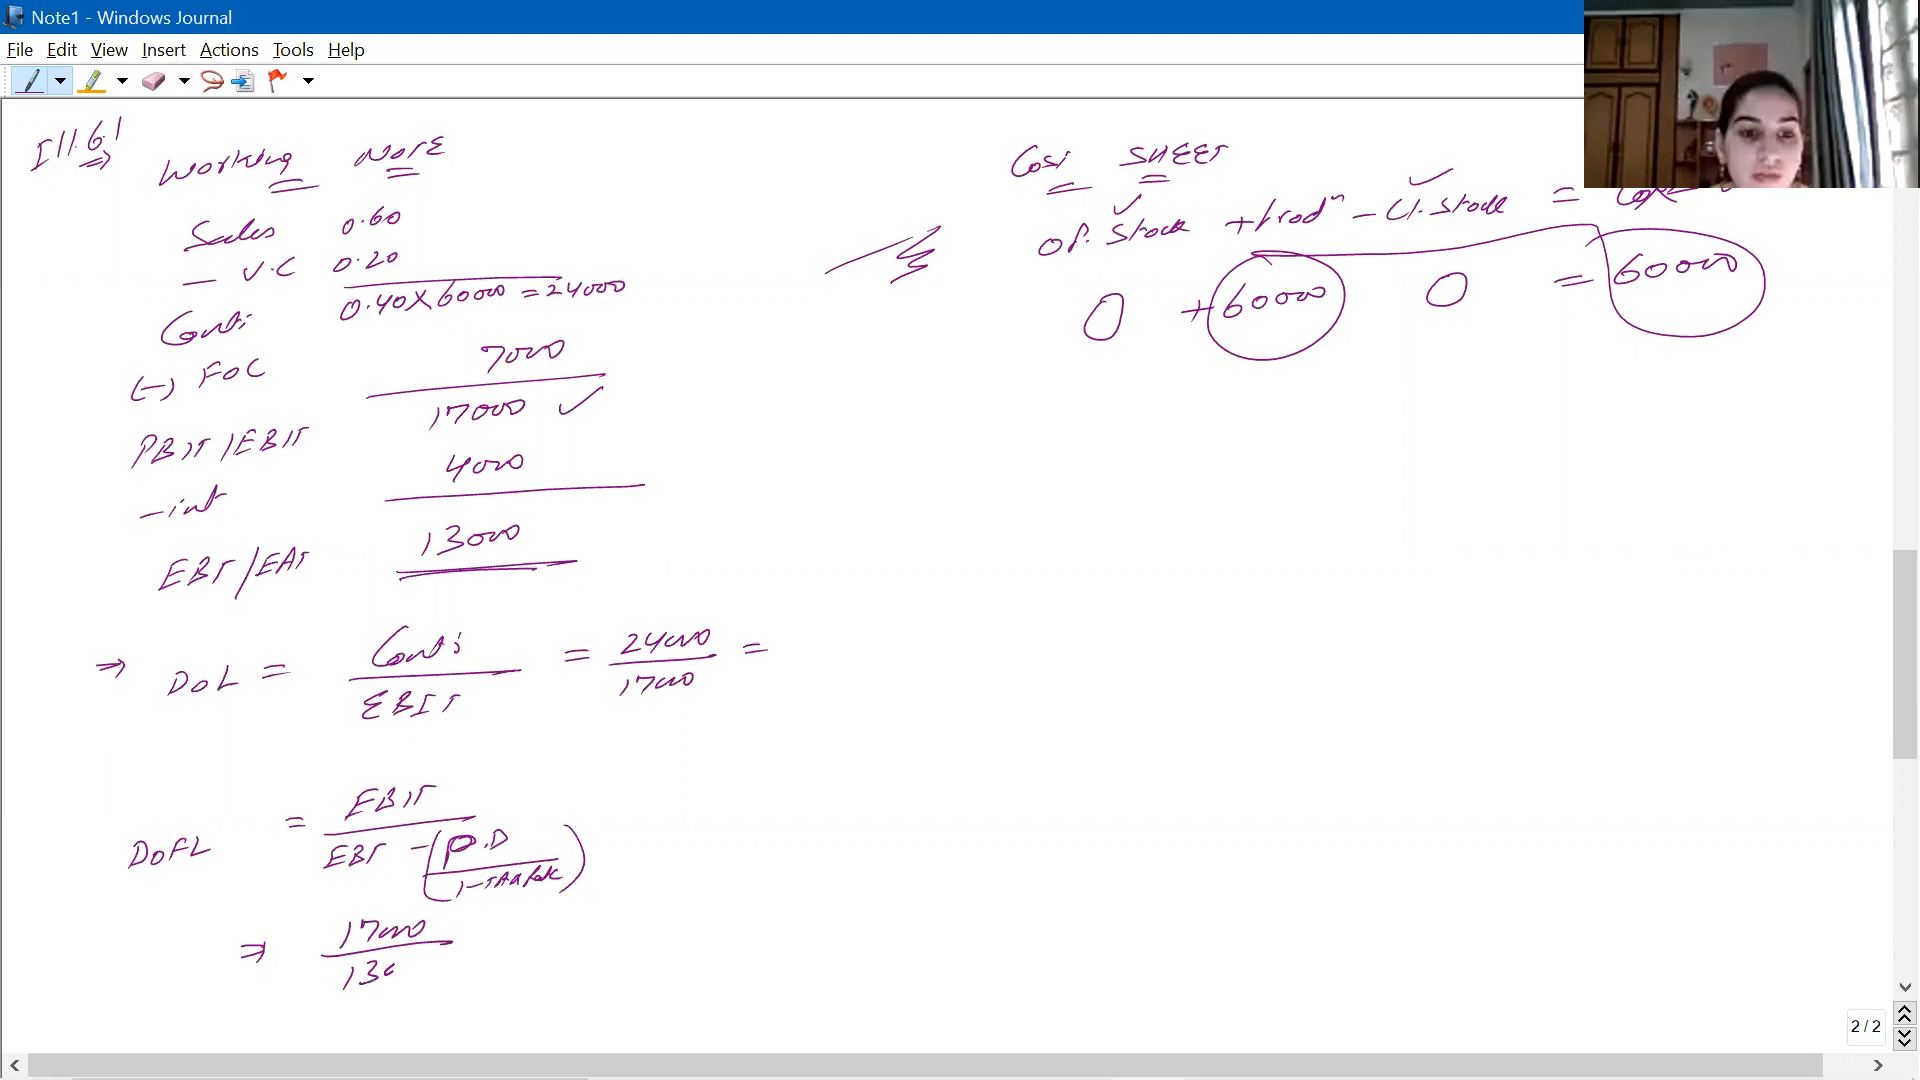 Note1 - Windows Journal
File Edit View Insert Actions Tools Help
Ill.6.1
Working Note
Sales 0.60
- V.C 0.20
Conti 0.40 X 60000 = 24000
(-) FOC 7000
PBIT/EBIT 17000 ✓
- int 4000
EBT/EAT 13000
⇒ DOL = Conti / EBIT = 24000 / 17000 =
DOFL = EBIT / EBT - (P.D / 1-Tax Rate)
⇒ 17000 / 130
Cost SHEET
OP. Stock + Prodⁿ - Cl. Stock =
0 + 60000 0 = 60000
2 / 2